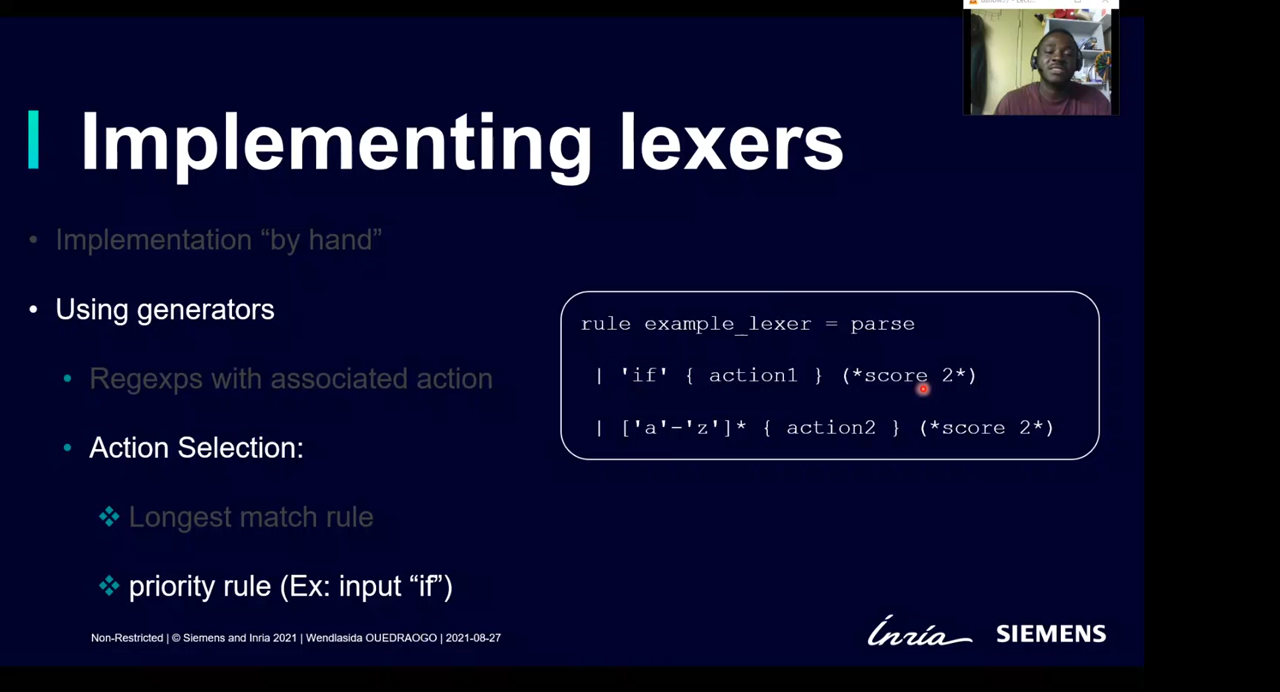 Implementing lexers
• Implementation “by hand”
• Using generators
• Regexps with associated action
• Action Selection:
❖ Longest match rule
❖ priority rule (Ex: input “if”)
rule example_lexer = parse
| 'if' { action1 } (*score 2*)
| ['a'-'z']* { action2 } (*score 2*)
Non-Restricted | © Siemens and Inria 2021 | Wendlasida OUEDRAOGO | 2021-08-27
Inria
SIEMENS